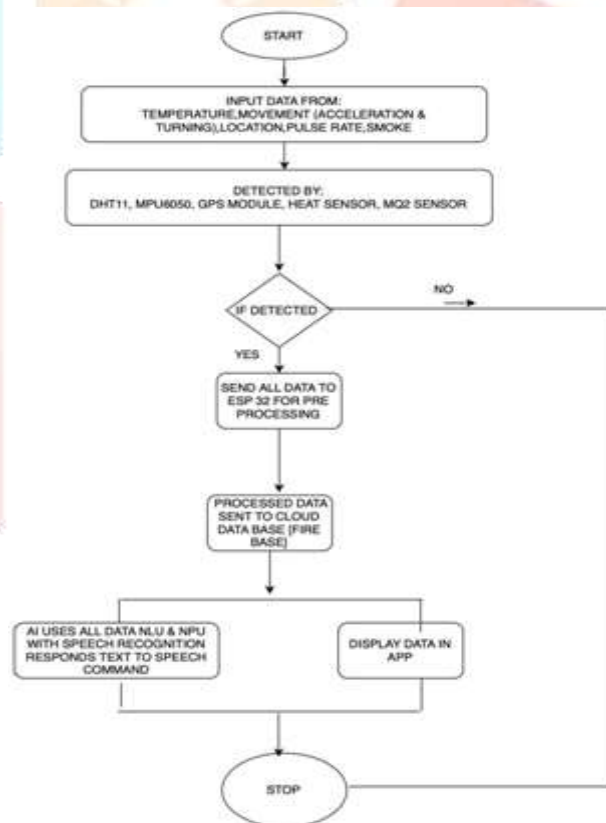 START
INPUT DATA FROM:
TEMPERATURE,MOVEMENT (ACCELERATION &
TURNING),LOCATION,PULSE RATE,SMOKE
DETECTED BY:
DHT11, MPU6050, GPS MODULE, HEAT SENSOR, MQ2 SENSOR
IF DETECTED
NO
YES
SEND ALL DATA TO
ESP 32 FOR PRE
PROCESSING
PROCESSED DATA
SENT TO CLOUD
DATA BASE [FIRE
BASE]
AI USES ALL DATA NLU & NPU
WITH SPEECH RECOGNITION
RESPONDS TEXT TO SPEECH
COMMAND
DISPLAY DATA IN
APP
STOP